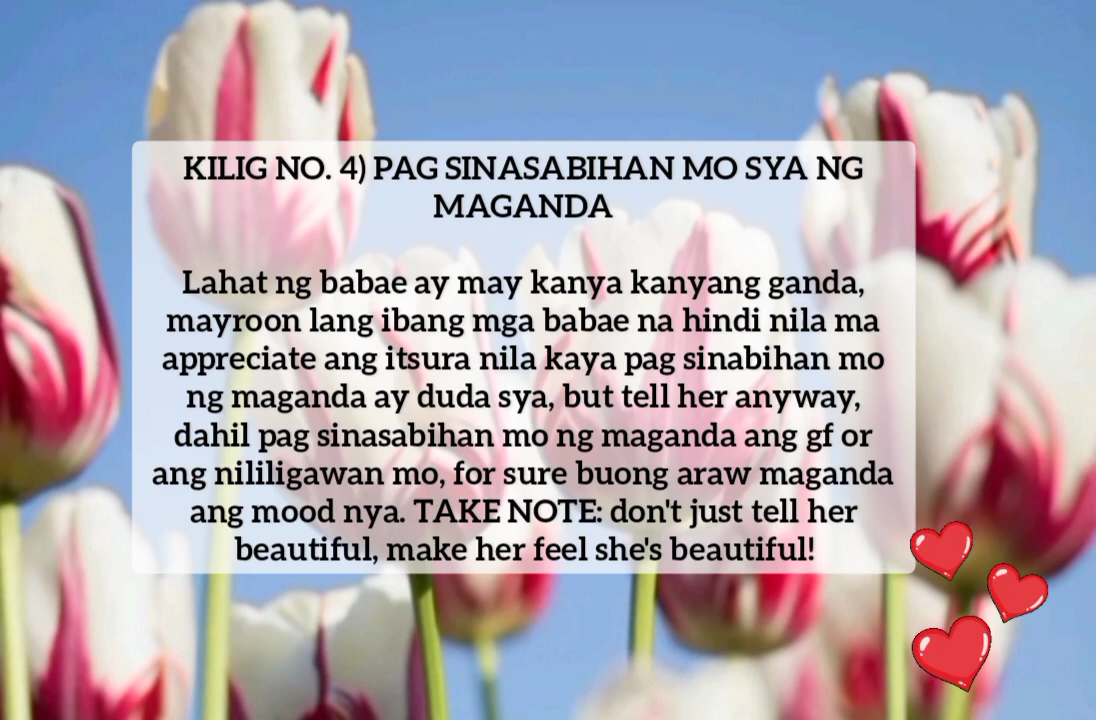 KILIG NO. 4) PAG SINASABIHAN MO SYA NG
MAGANDA
Lahat ng babae ay may kanya kanyang ganda,
mayroon lang ibang mga babae na hindi nila ma
appreciate ang itsura nila kaya pag sinabihan mo
ng maganda ay duda sya, but tell her anyway,
dahil pag sinasabihan mo ng maganda ang gf or
ang nililigawan mo, for sure buong araw maganda
ang mood nya. TAKE NOTE: don't just tell her
beautiful, make her feel she's beautiful!